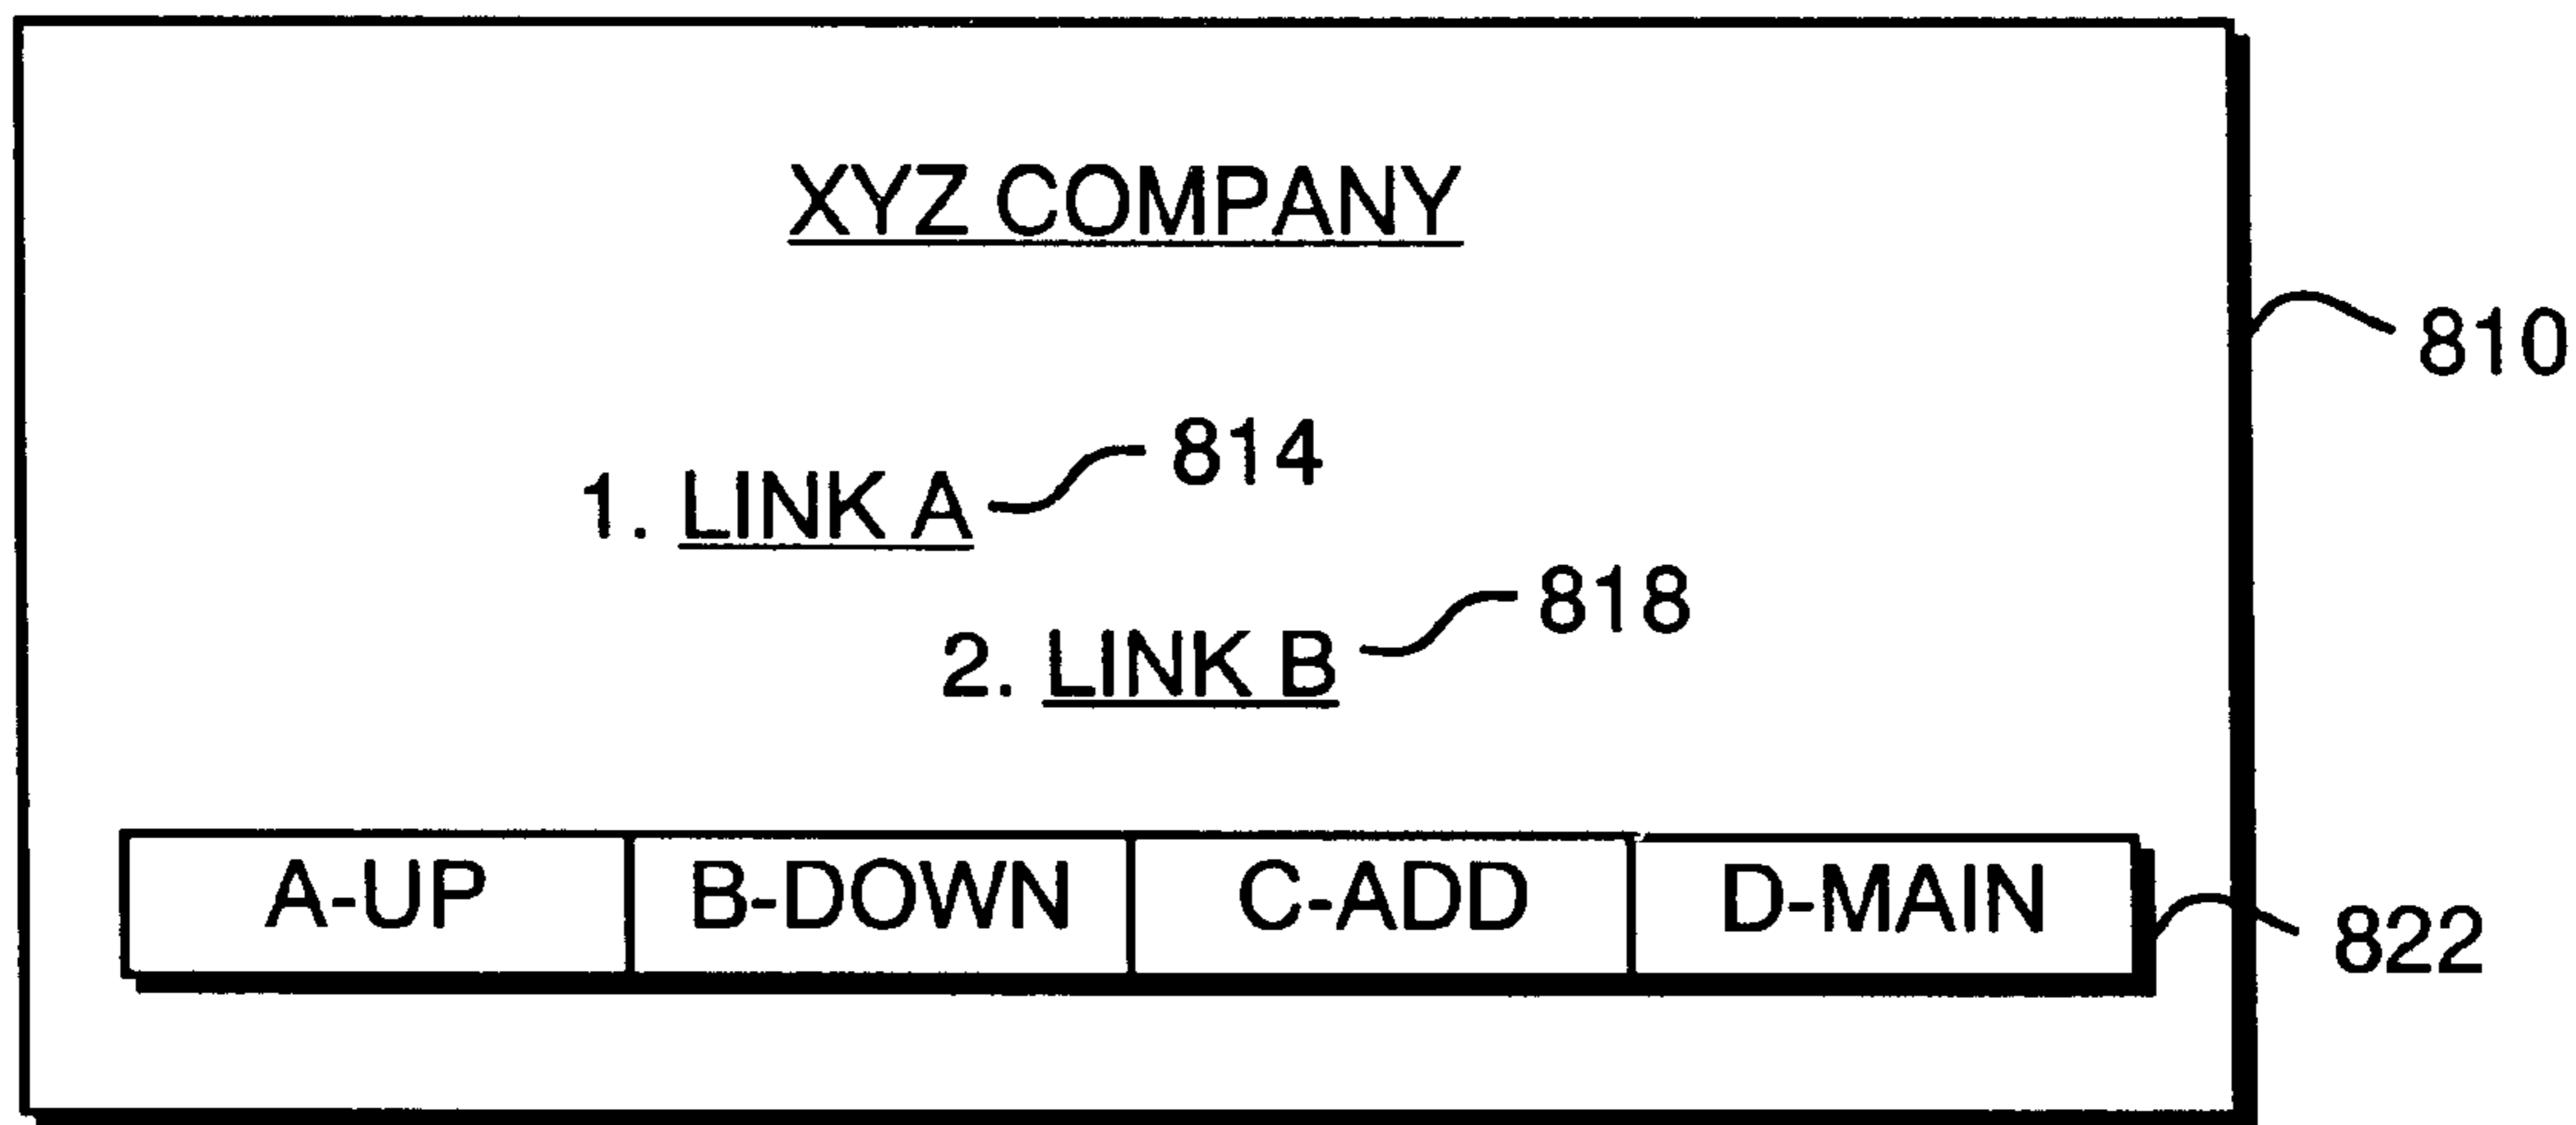 XYZ COMPANY
810
814
1. LINK A
818
2. LINK B
A-UP B-DOWN C-ADD D-MAIN
822